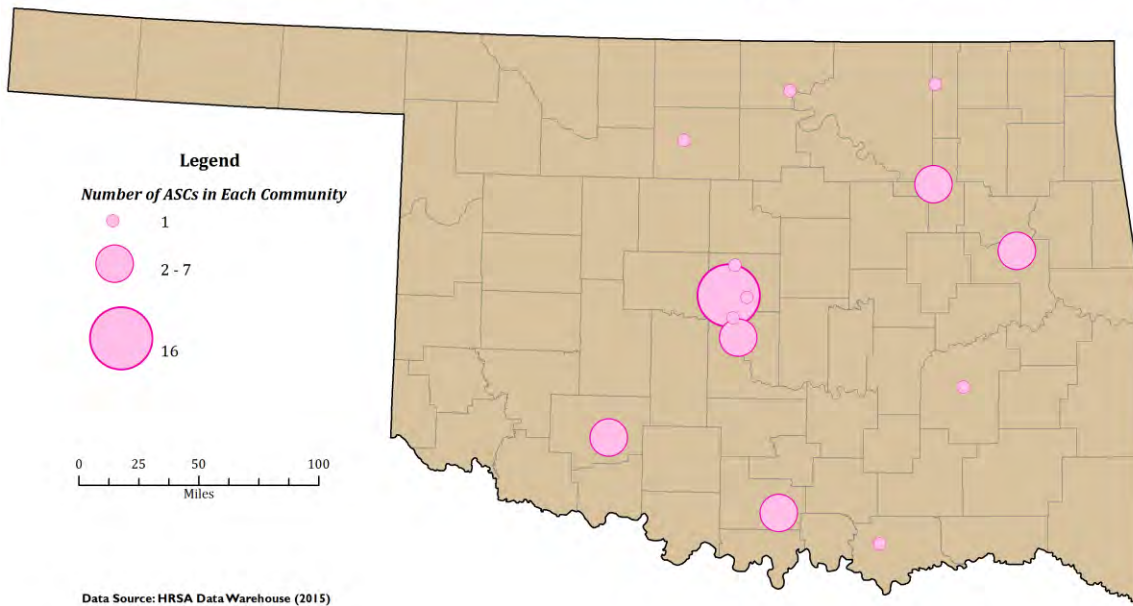 Legend
Number of ASCs in Each Community
1
2 - 7
16
0 25 50 100
Miles
Data Source: HRSA Data Warehouse (2015)